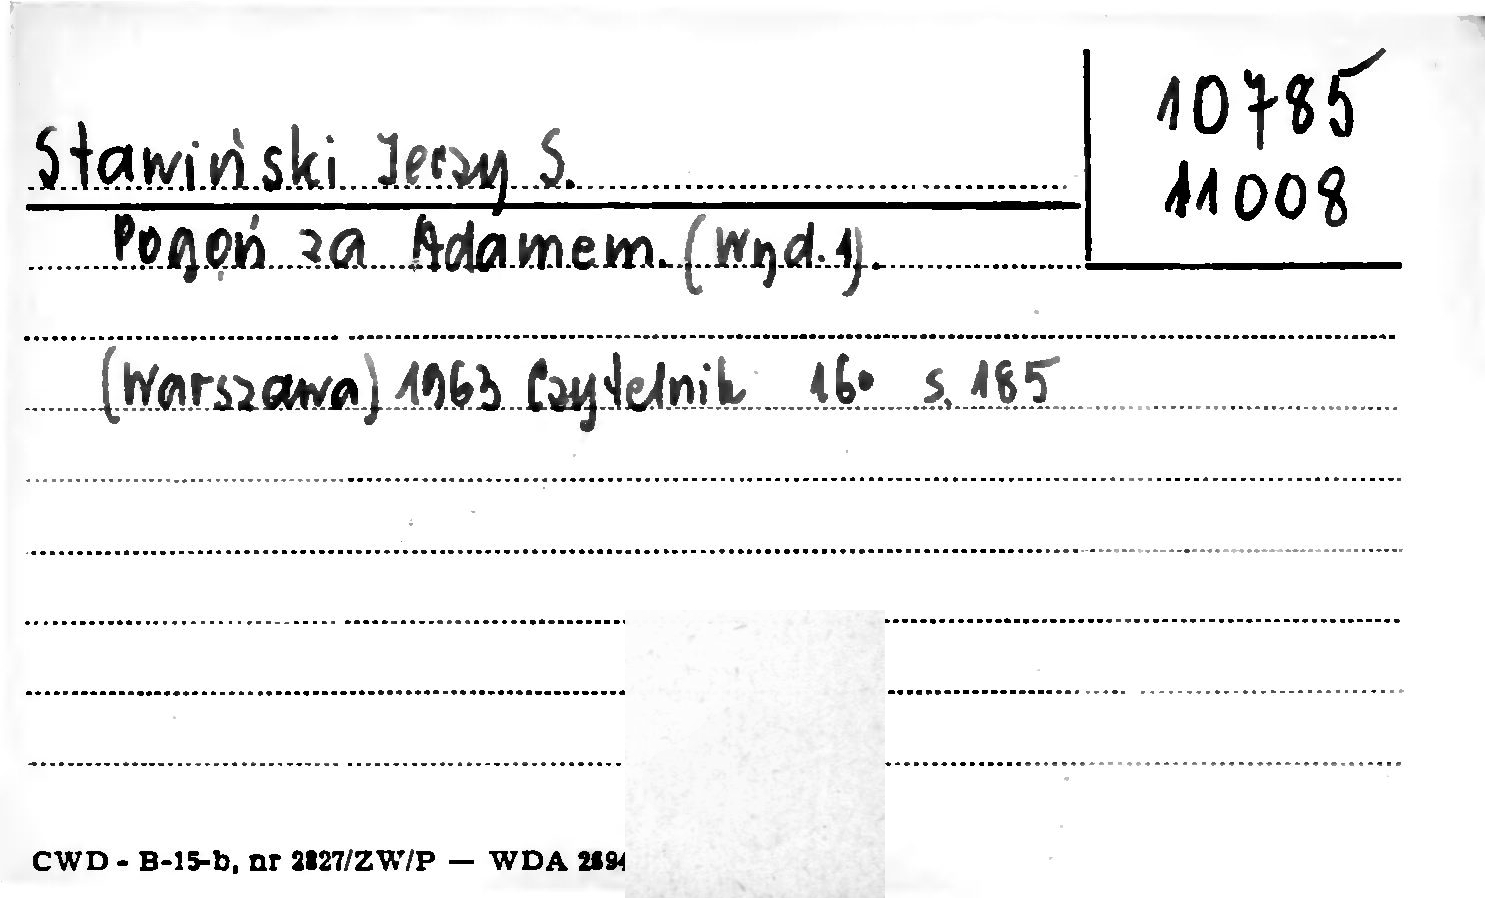 10785
11008
Stawiński Jerzy S.
Pogoń za Adamem. (Wyd. 1).
(Warszawa) 1963 Czytelnik 16° s. 185
CWD - B-15-b, nr 2827/ZW/P — WDA 2694